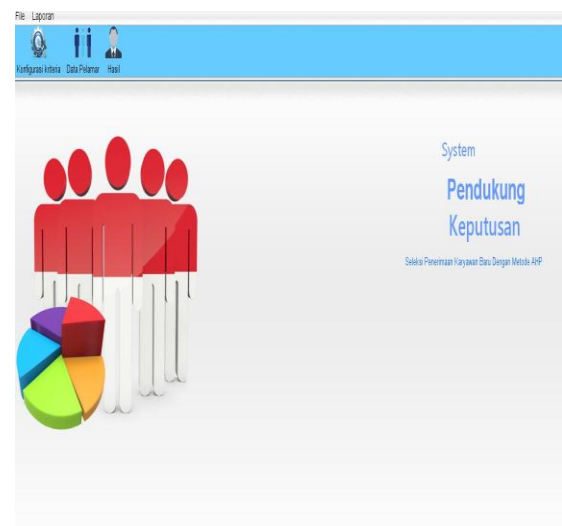 File Laporan
Konfigurasi kriteria Data Pelamar Hasil
System
Pendukung
Keputusan
Seleksi Penerimaan Karyawan Baru Dengan Metode AHP